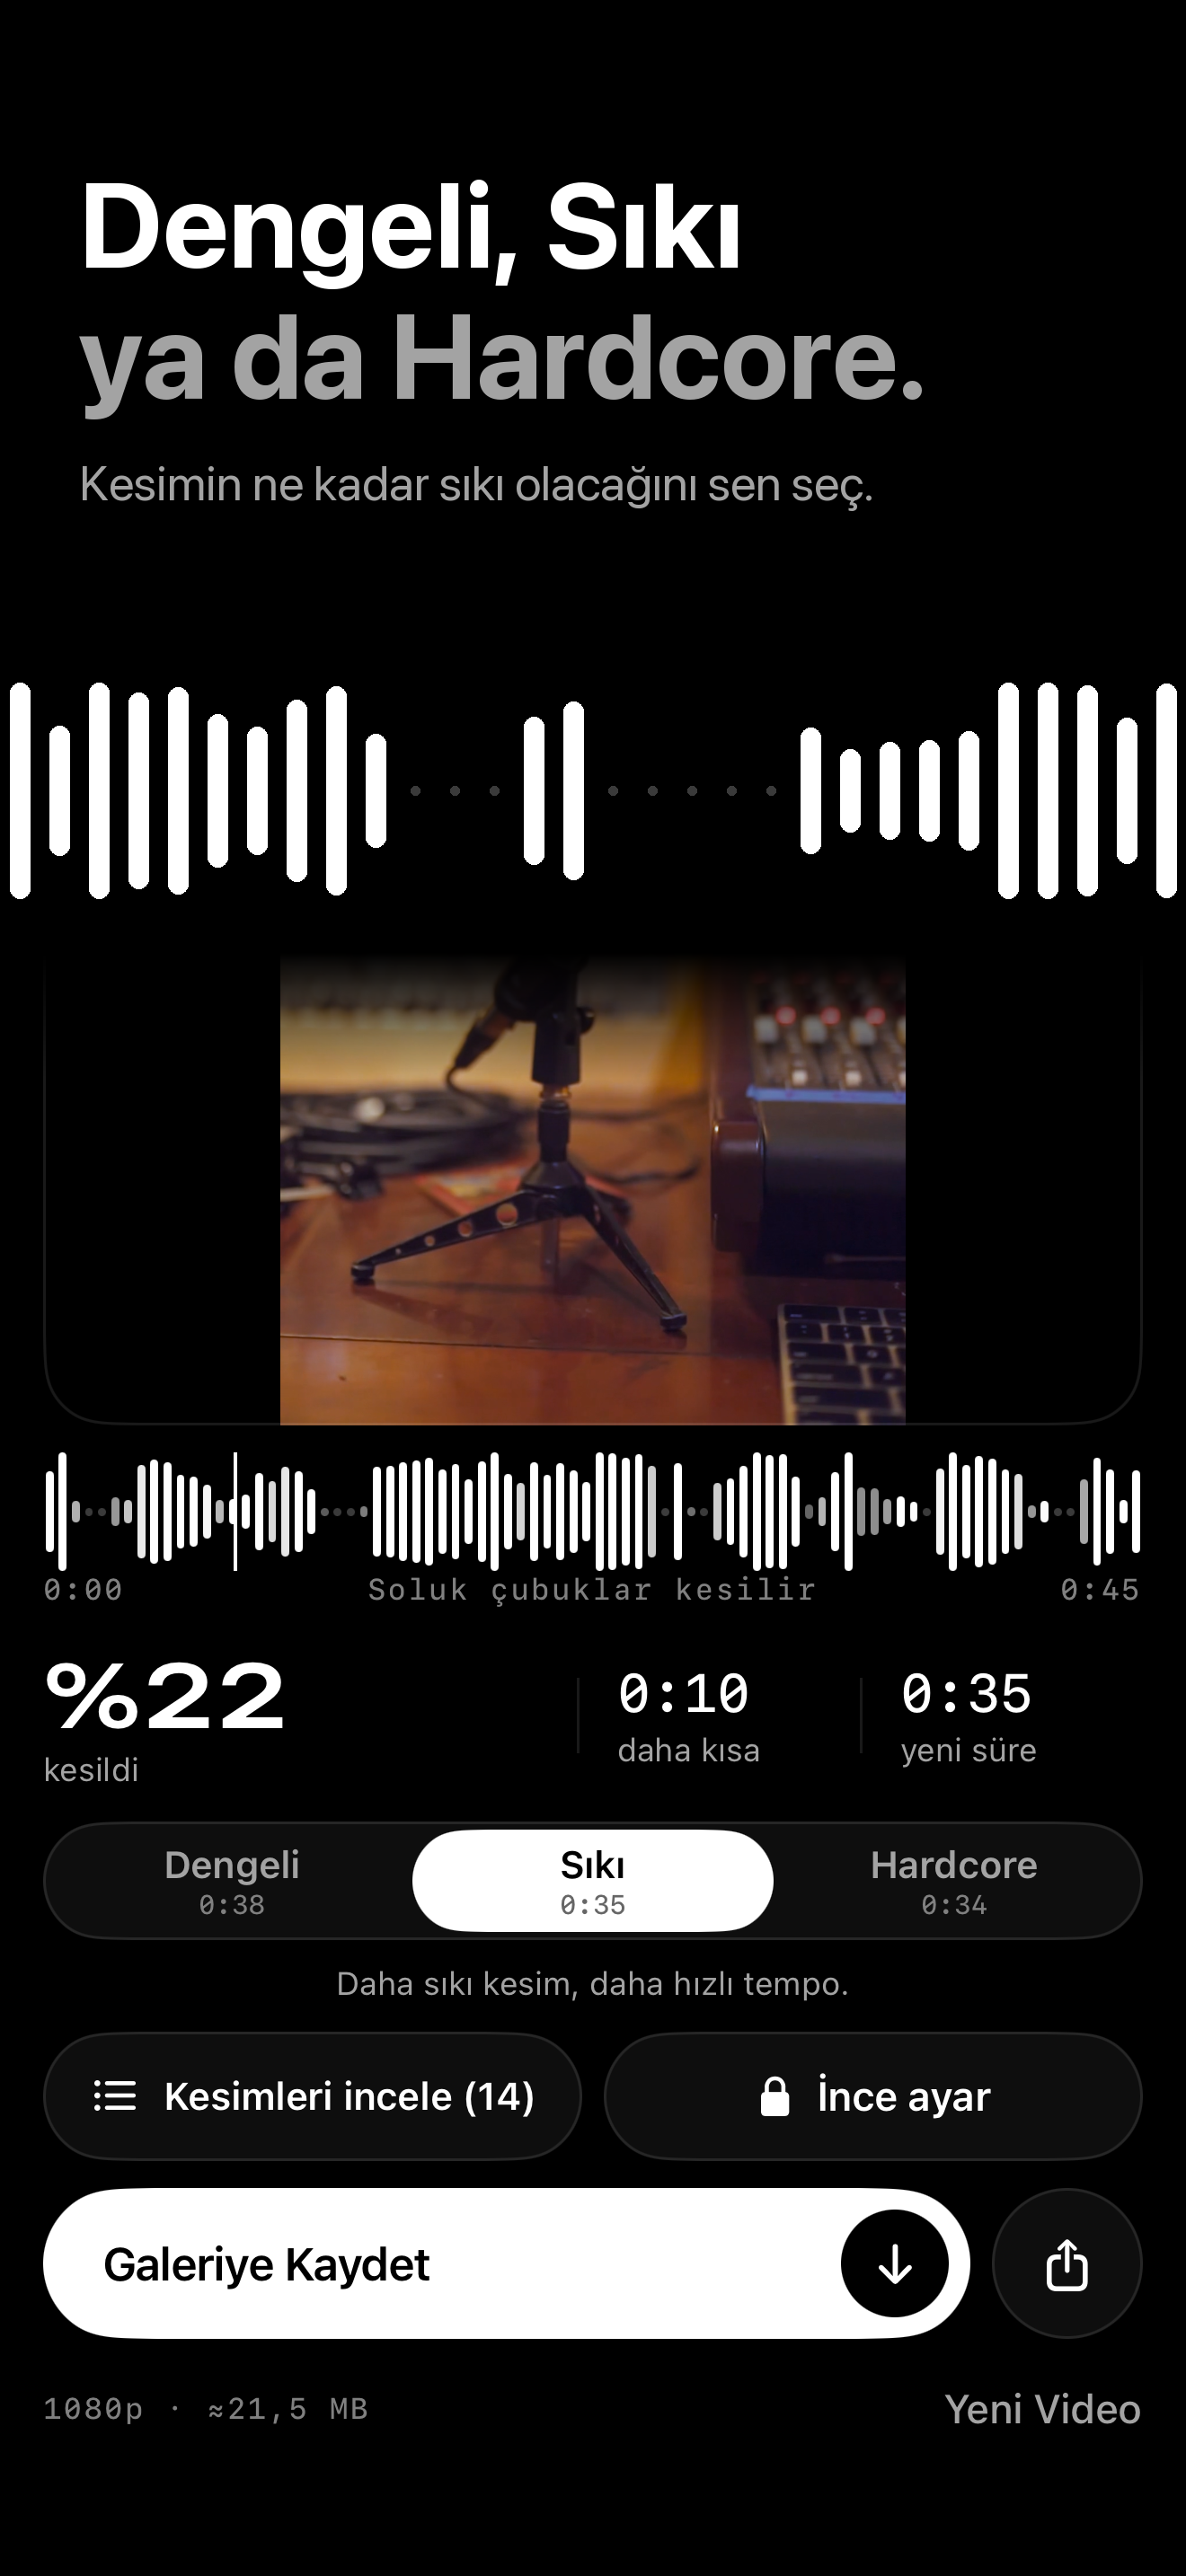 Dengeli, Sıkı
ya da Hardcore.
Kesimin ne kadar sıkı olacağını sen seç.
0:00 Soluk çubuklar kesilir 0:45
%22 0:10 0:35
kesildi daha kısa yeni süre
Dengeli Sıkı Hardcore
0:38 0:35 0:34
Daha sıkı kesim, daha hızlı tempo.
Kesimleri incele (14) İnce ayar
Galeriye Kaydet
1080p · ≈21,5 MB Yeni Video